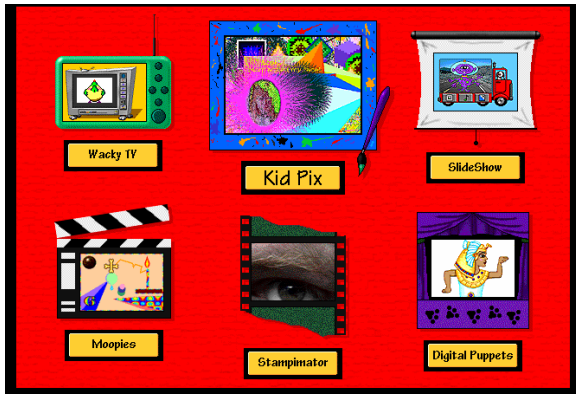 Wacky TV
Kid Pix
SlideShow
Moopies
Stampimator
Digital Puppets